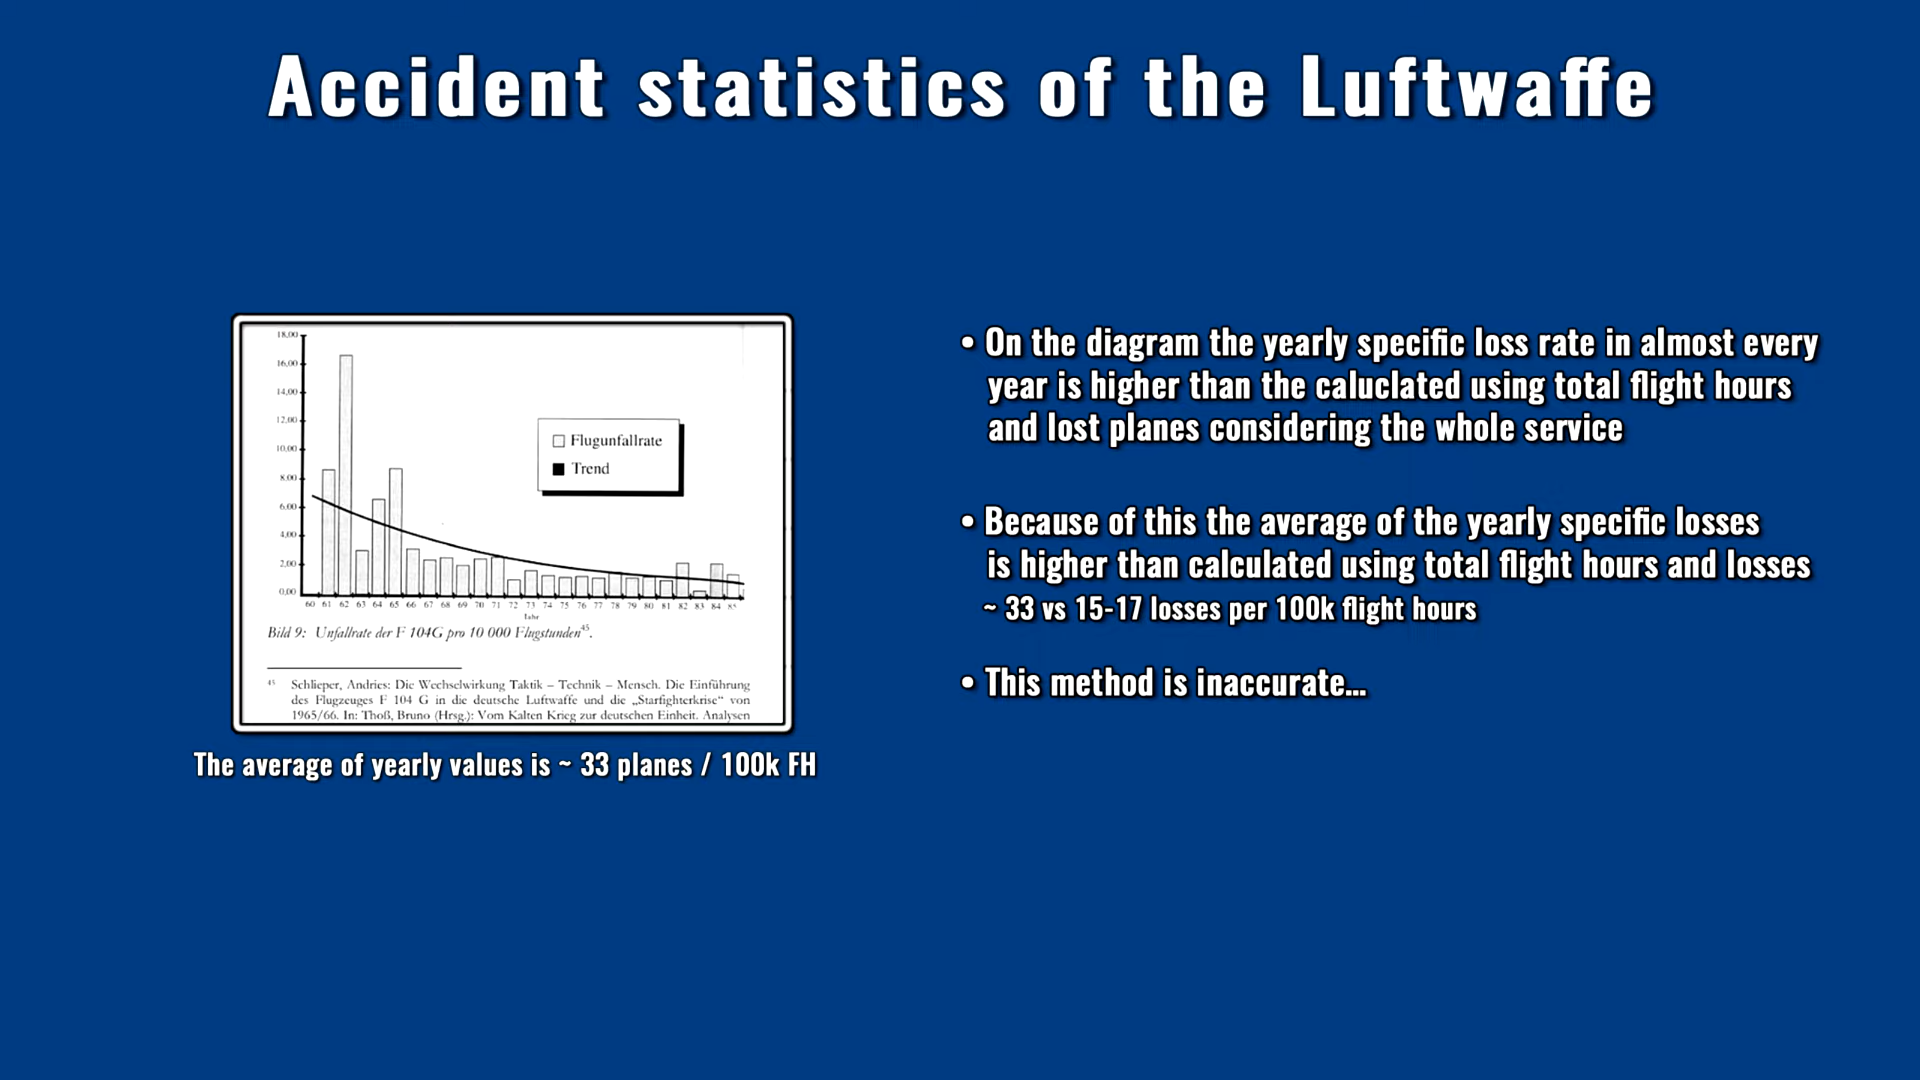 Accident statistics of the Luftwaffe
18,00
16,00
14,00
12,00
10,00
8,00
6,00
4,00
2,00
0,00
Flugunfallrate
Trend
60 61 62 63 64 65 66 67 68 69 70 71 72 73 74 75 76 77 78 79 80 81 82 83 84 85
Jahr
Bild 9: Unfallrate der F 104G pro 10 000 Flugstunden45.
45 Schlieper, Andries: Die Wechselwirkung Taktik – Technik – Mensch. Die Einführung
des Flugzeuges F 104 G in die deutsche Luftwaffe und die „Starfighterkrise“ von
1965/66. In: Thoß, Bruno (Hrsg.): Vom Kalten Krieg zur deutschen Einheit. Analysen
The average of yearly values is ~ 33 planes / 100k FH
• On the diagram the yearly specific loss rate in almost every
year is higher than the caluclated using total flight hours
and lost planes considering the whole service
• Because of this the average of the yearly specific losses
is higher than calculated using total flight hours and losses
~ 33 vs 15-17 losses per 100k flight hours
• This method is inaccurate...